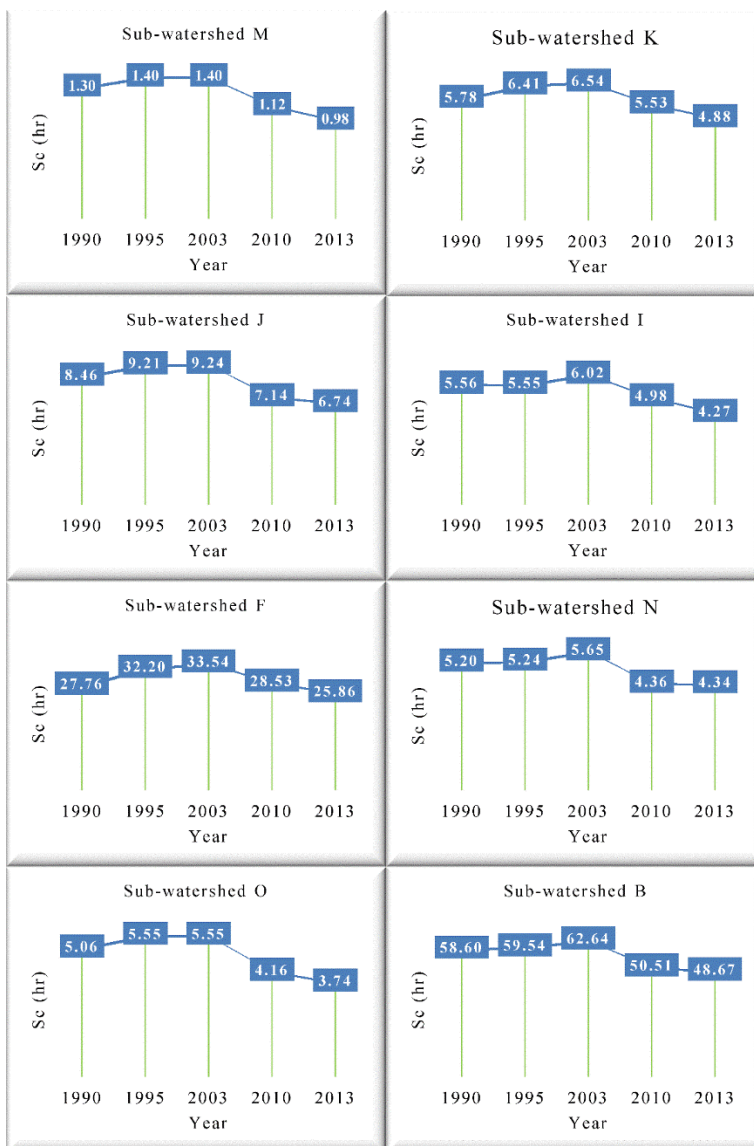 Sub-watershed M
1.30 1.40 1.40 1.12 0.98
Sc (hr)
1990 1995 2003 2010 2013
Year
Sub-watershed K
5.78 6.41 6.54 5.53 4.88
Sc (hr)
1990 1995 2003 2010 2013
Year
Sub-watershed J
8.46 9.21 9.24 7.14 6.74
Sc (hr)
1990 1995 2003 2010 2013
Year
Sub-watershed I
5.56 5.55 6.02 4.98 4.27
Sc (hr)
1990 1995 2003 2010 2013
Year
Sub-watershed F
27.76 32.20 33.54 28.53 25.86
Sc (hr)
1990 1995 2003 2010 2013
Year
Sub-watershed N
5.20 5.24 5.65 4.36 4.34
Sc (hr)
1990 1995 2003 2010 2013
Year
Sub-watershed O
5.06 5.55 5.55 4.16 3.74
Sc (hr)
1990 1995 2003 2010 2013
Year
Sub-watershed B
58.60 59.54 62.64 50.51 48.67
Sc (hr)
1990 1995 2003 2010 2013
Year